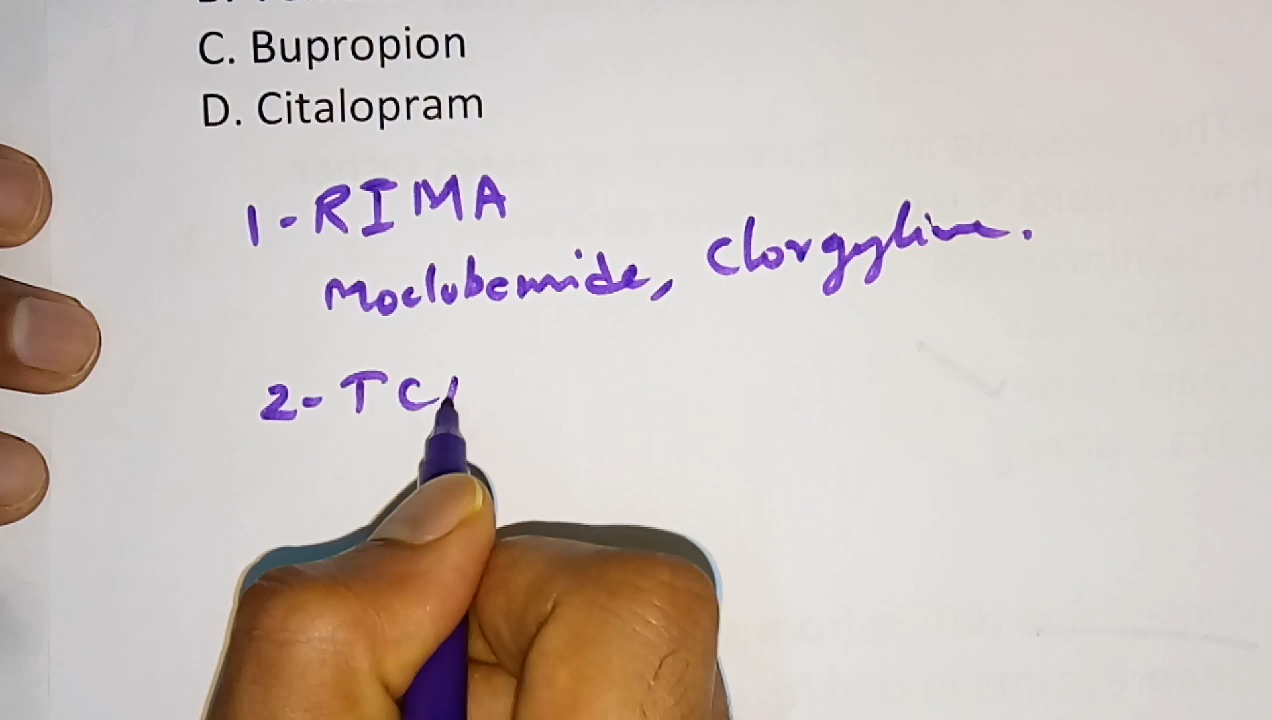 C. Bupropion
D. Citalopram
1-RIMA
Moclobemide, Clorgyline.
2-TC